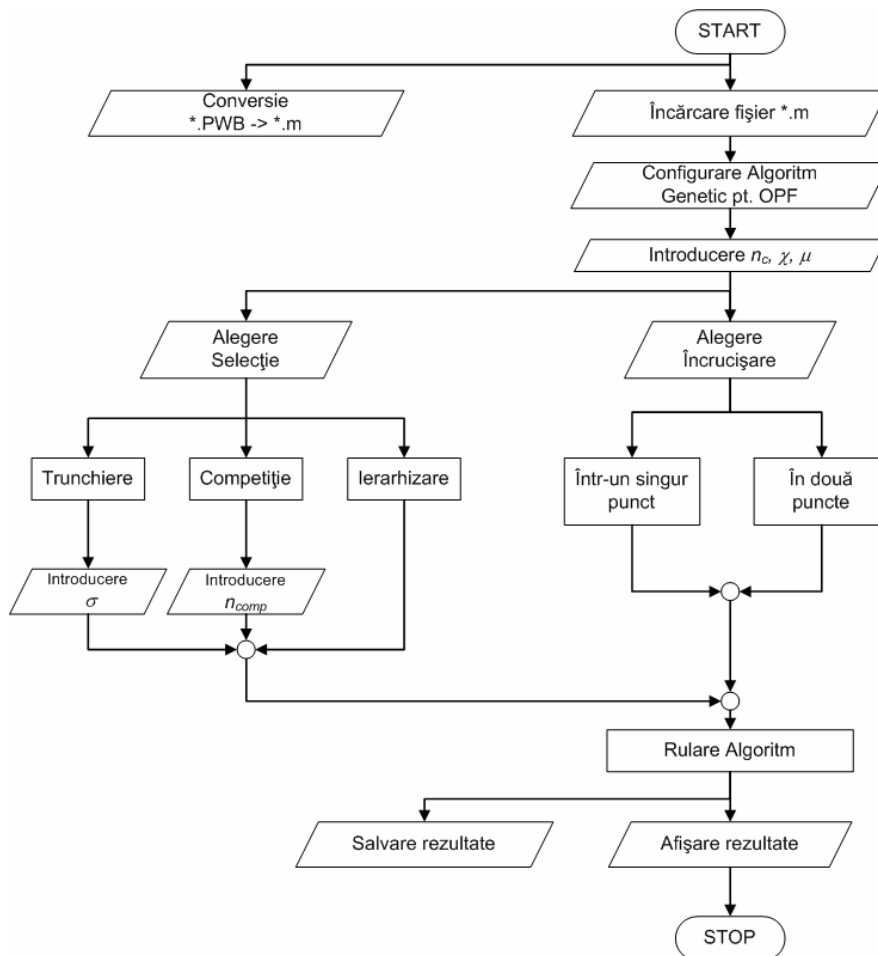 START
Conversie
*.PWB -> *.m
Încărcare fişier *.m
Configurare Algoritm
Genetic pt. OPF
Introducere n_c, χ, μ
Alegere
Selecţie
Alegere
Încrucişare
Trunchiere
Competiţie
Ierarhizare
Într-un singur
punct
În două
puncte
Introducere
σ
Introducere
n_comp
Rulare Algoritm
Salvare rezultate
Afişare rezultate
STOP